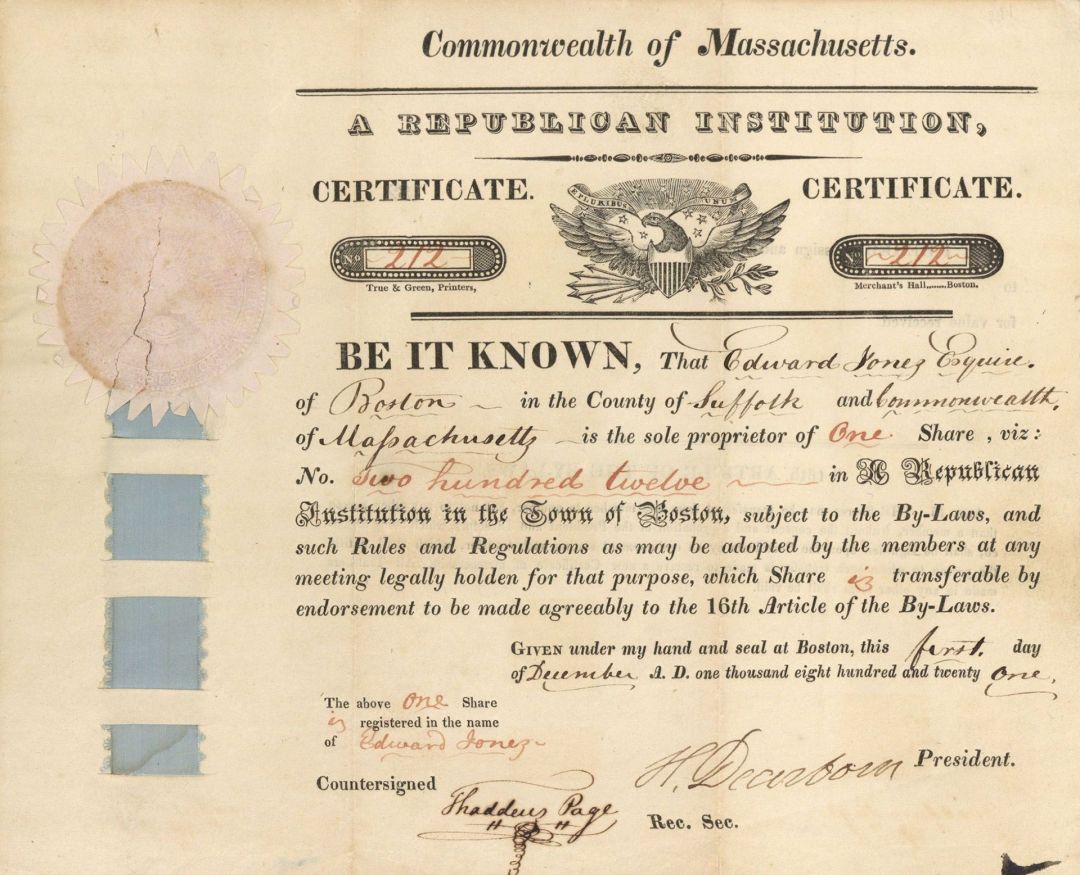 Commonwealth of Massachusetts.
A REPUBLICAN INSTITUTION,
CERTIFICATE.
E PLURIBUS UNUM
CERTIFICATE.
No 212
True & Green, Printers,
No 212
Merchant's Hall,......Boston.
BE IT KNOWN, That Edward Jones Esquire.
of Boston in the County of Suffolk and Commonwealth,
of Maſsachusetts is the sole proprietor of One Share , viz:
No. Two hundred twelve in A Republican
Institution in the Town of Boston, subject to the By-Laws, and
such Rules and Regulations as may be adopted by the members at any
meeting legally holden for that purpose, which Share is transferable by
endorsement to be made agreeably to the 16th Article of the By-Laws.
GIVEN under my hand and seal at Boston, this first. day
of December A. D. one thousand eight hundred and twenty one,
The above One Share
is registered in the name
of Edward Jones
H. Dearborn President.
Countersigned
Thaddeus Page
Rec. Sec.